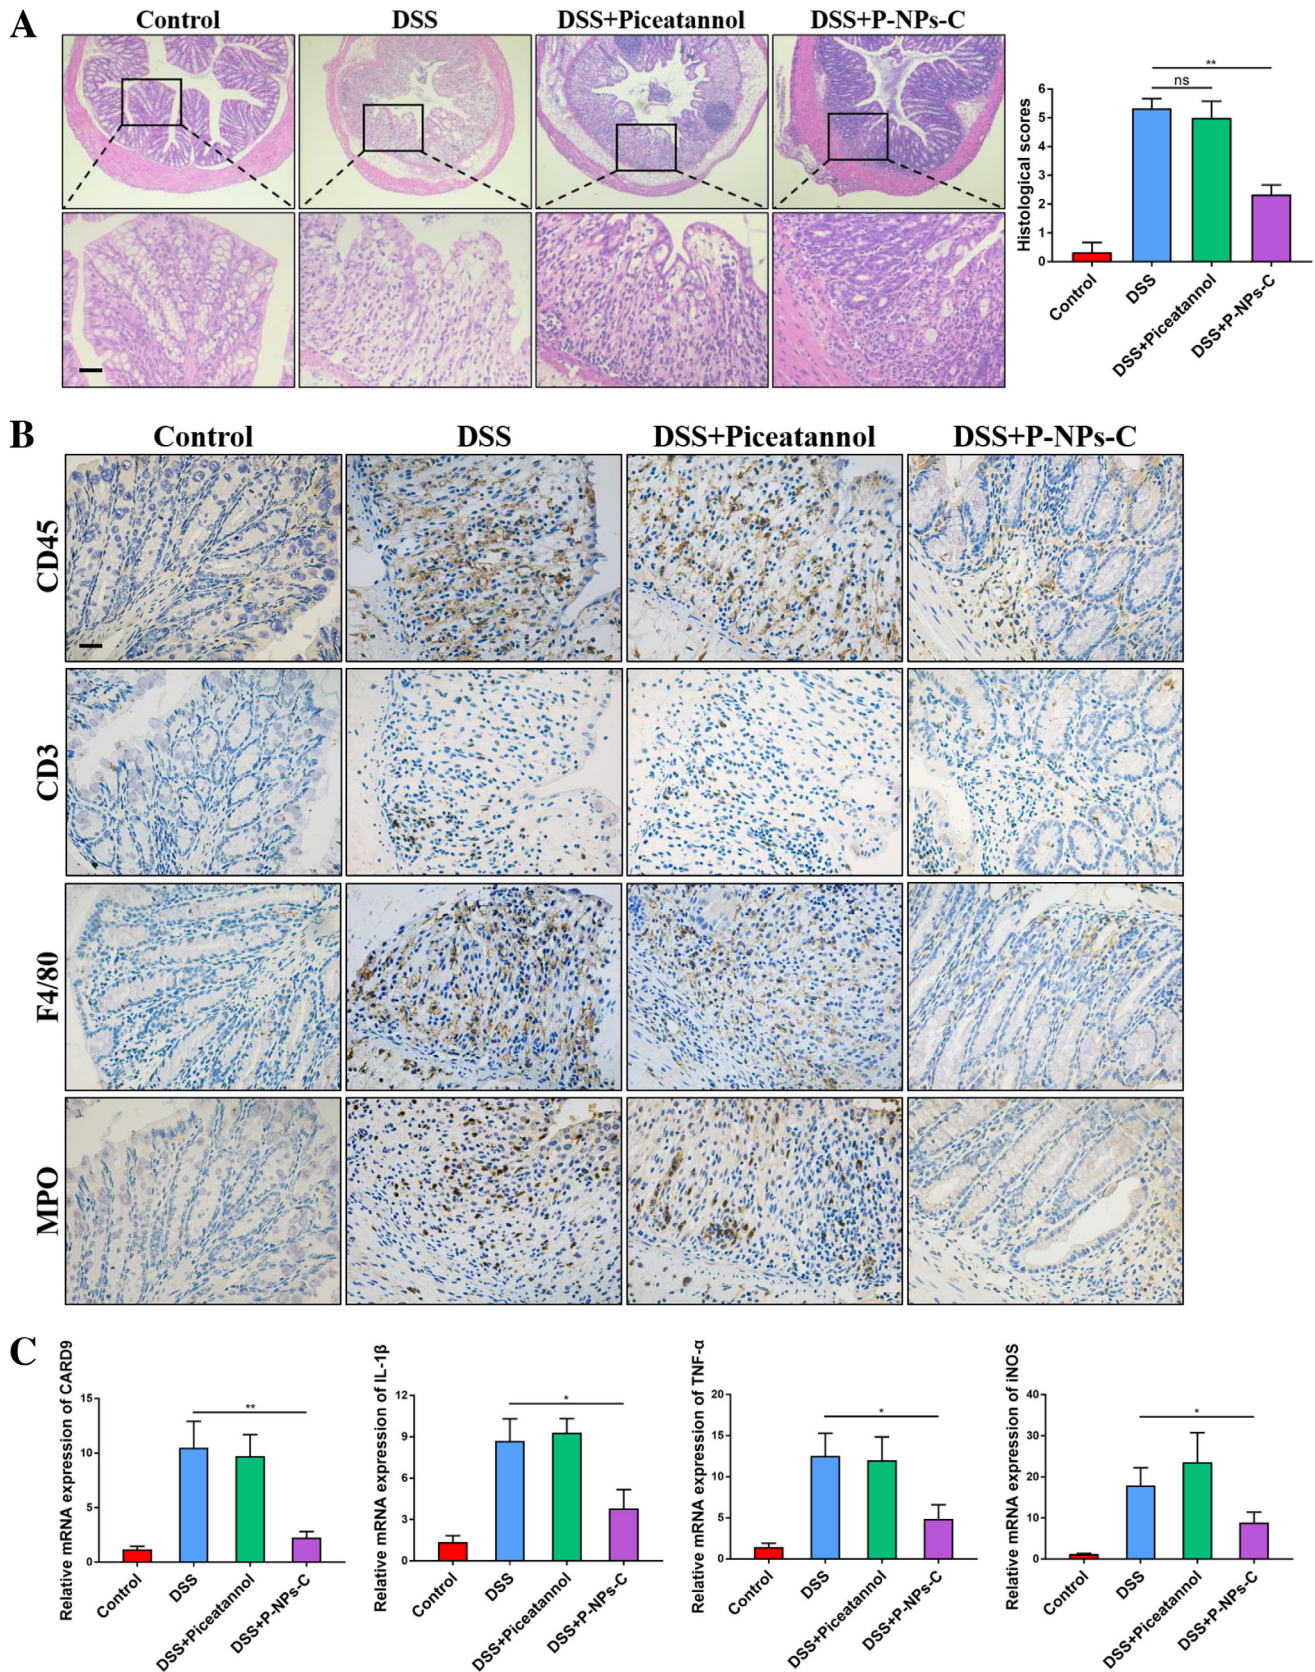 A
Control DSS DSS+Piceatannol DSS+P-NPs-C
Histological scores
6
5
4
3
2
1
0
**
ns
Control
DSS
DSS+Piceatannol
DSS+P-NPs-C
B
Control DSS DSS+Piceatannol DSS+P-NPs-C
CD45
CD3
F4/80
MPO
C
Relative mRNA expression of CARD9
15
10
5
0
**
Control
DSS
DSS+Piceatannol
DSS+P-NPs-C
Relative mRNA expression of IL-1β
12
9
6
3
0
*
Control
DSS
DSS+Piceatannol
DSS+P-NPs-C
Relative mRNA expression of TNF-α
20
15
10
5
0
*
Control
DSS
DSS+Piceatannol
DSS+P-NPs-C
Relative mRNA expression of iNOS
40
30
20
10
0
*
Control
DSS
DSS+Piceatannol
DSS+P-NPs-C